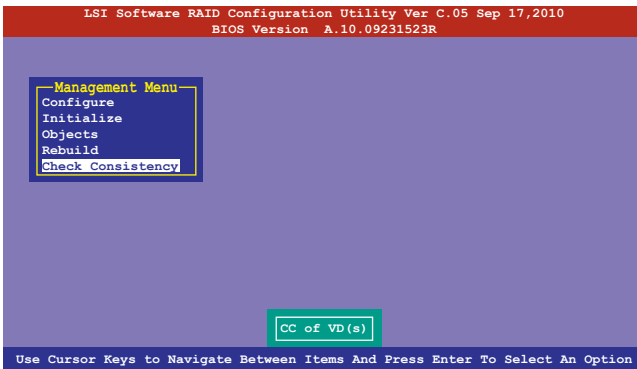 LSI Software RAID Configuration Utility Ver C.05 Sep 17,2010
BIOS Version A.10.09231523R
Management Menu
Configure
Initialize
Objects
Rebuild
Check Consistency
CC of VD(s)
Use Cursor Keys to Navigate Between Items And Press Enter To Select An Option